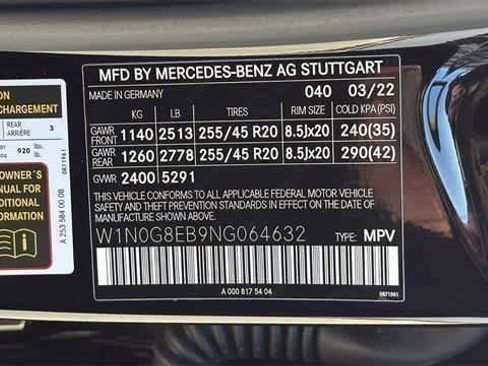 MFD BY MERCEDES-BENZ AG STUTTGART
MADE IN GERMANY 040 03/22
KG LB TIRES RIM SIZE COLD KPA (PSI)
GAWR FRONT 1140 2513 255/45 R20 8.5Jx20 240(35)
GAWR REAR 1260 2778 255/45 R20 8.5Jx20 290(42)
GVWR 2400 5291
THIS VEHICLE CONFORMS TO ALL APPLICABLE FEDERAL MOTOR VEHICLE
SAFETY AND THEFT PREVENTION STANDARDS IN EFFECT ON THE DATE OF
MANUFACTURE SHOWN ABOVE.
W1N0G8EB9NG064632 TYPE: MPV
A 000 817 54 04
0871961
ON
CHARGEMENT
REAR
ARRIÈRE 3
920
0871961
OWNER'S
MANUAL FOR
A 253 584 00 08